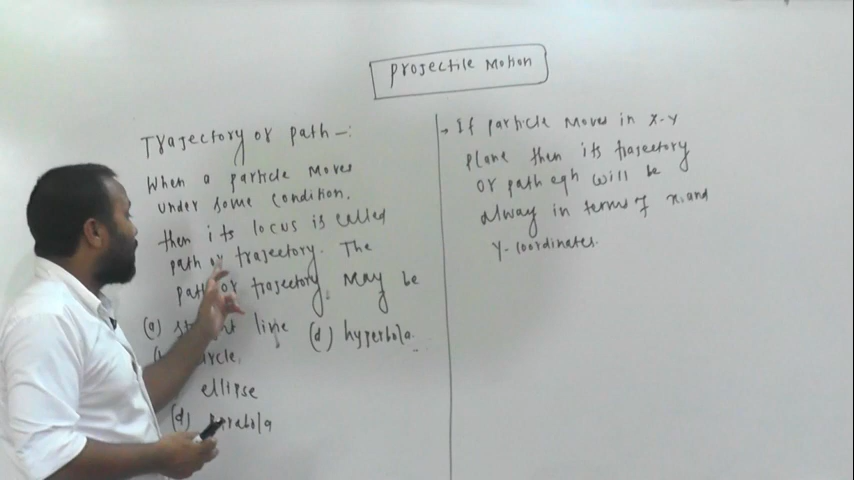 Projectile Motion
Trajectory or path -:
When a particle moves
under some condition.
then its locus is called
path or trajectory. The
path or trajectory. may be
(a) line (d) hyperbola.
ellipse
(d) parabola
→ If particle moves in x-y
plane then its trajectory
or path eqn will be
alway in terms of x and
y-coordinates.